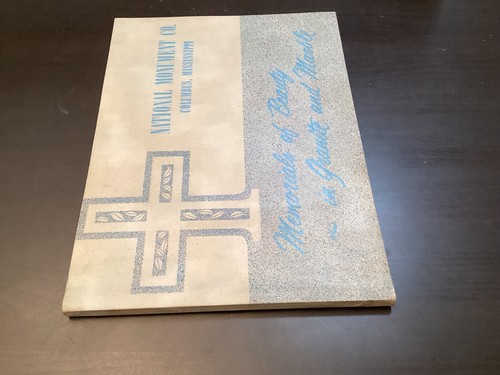 NATIONAL MONUMENT CO.
COLUMBUS, MISSISSIPPI
Memorials of Beauty
— in Granite and Marble